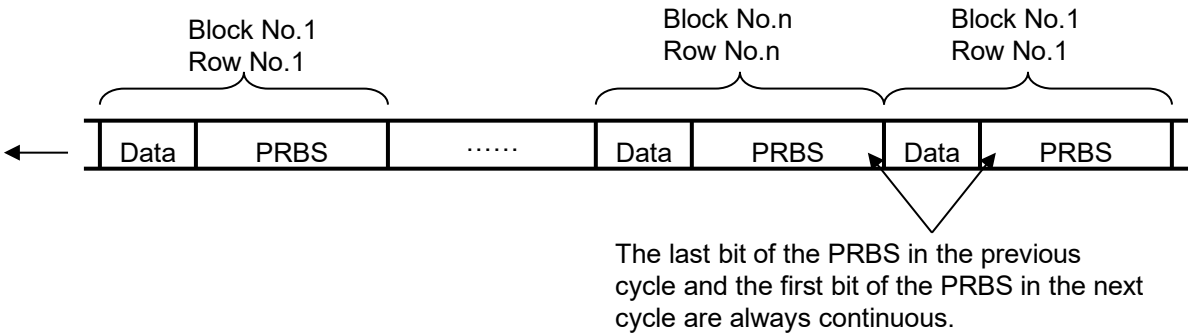 Block No.1
Row No.1
Block No.n
Row No.n
Block No.1
Row No.1
Data PRBS ...... Data PRBS Data PRBS
The last bit of the PRBS in the previous
cycle and the first bit of the PRBS in the next
cycle are always continuous.